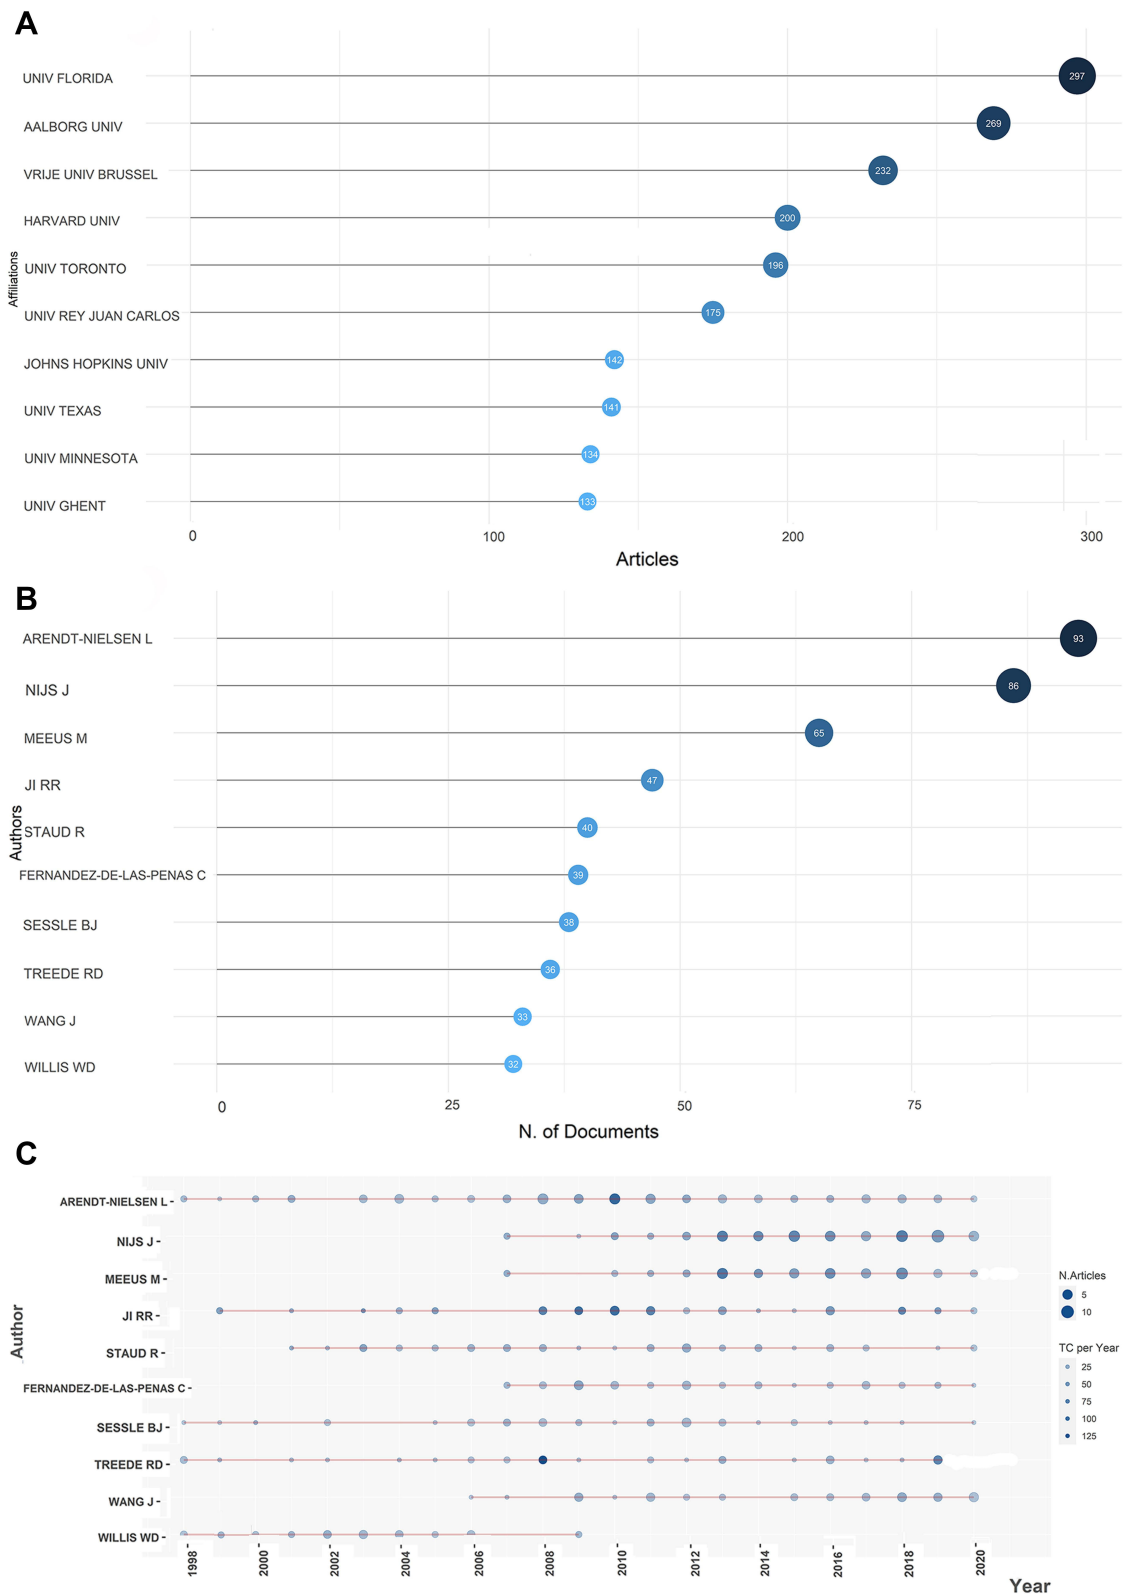 A
UNIV FLORIDA
297
AALBORG UNIV
269
VRIJE UNIV BRUSSEL
232
HARVARD UNIV
200
UNIV TORONTO
196
Affiliations
UNIV REY JUAN CARLOS
175
JOHNS HOPKINS UNIV
142
UNIV TEXAS
141
UNIV MINNESOTA
134
UNIV GHENT
133
0 100 200 300
Articles
B
ARENDT-NIELSEN L
93
NIJS J
86
MEEUS M
65
JI RR
47
Authors
STAUD R
40
FERNANDEZ-DE-LAS-PENAS C
39
SESSLE BJ
38
TREEDE RD
36
WANG J
33
WILLIS WD
32
0 25 50 75
N. of Documents
C
ARENDT-NIELSEN L
NIJS J
MEEUS M
JI RR
Author
STAUD R
FERNANDEZ-DE-LAS-PENAS C
SESSLE BJ
TREEDE RD
WANG J
WILLIS WD
N.Articles
5
10
TC per Year
25
50
75
100
125
1998 2000 2002 2004 2006 2008 2010 2012 2014 2016 2018 2020
Year